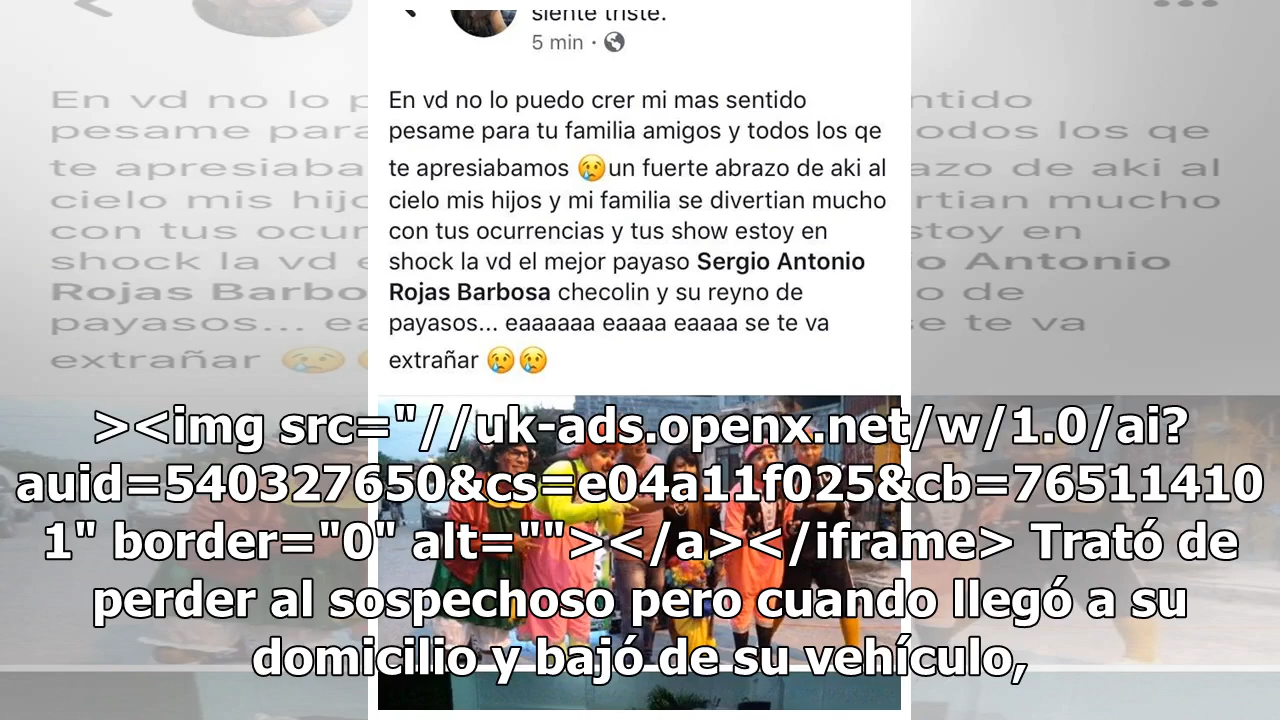 siente triste.
5 min ·
En vd no lo puedo crer mi mas sentido
pesame para tu familia amigos y todos los qe
te apresiabamos 😢un fuerte abrazo de aki al
cielo mis hijos y mi familia se divertian mucho
con tus ocurrencias y tus show estoy en
shock la vd el mejor payaso Sergio Antonio
Rojas Barbosa checolin y su reyno de
payasos... eaaaaaa eaaaa eaaaa se te va
extrañar 😢😢
><img src="//uk-ads.openx.net/w/1.0/ai?
auid=540327650&cs=e04a11f025&cb=76511410
1" border="0" alt=""></a></iframe> Trató de
perder al sospechoso pero cuando llegó a su
domicilio y bajó de su vehículo,